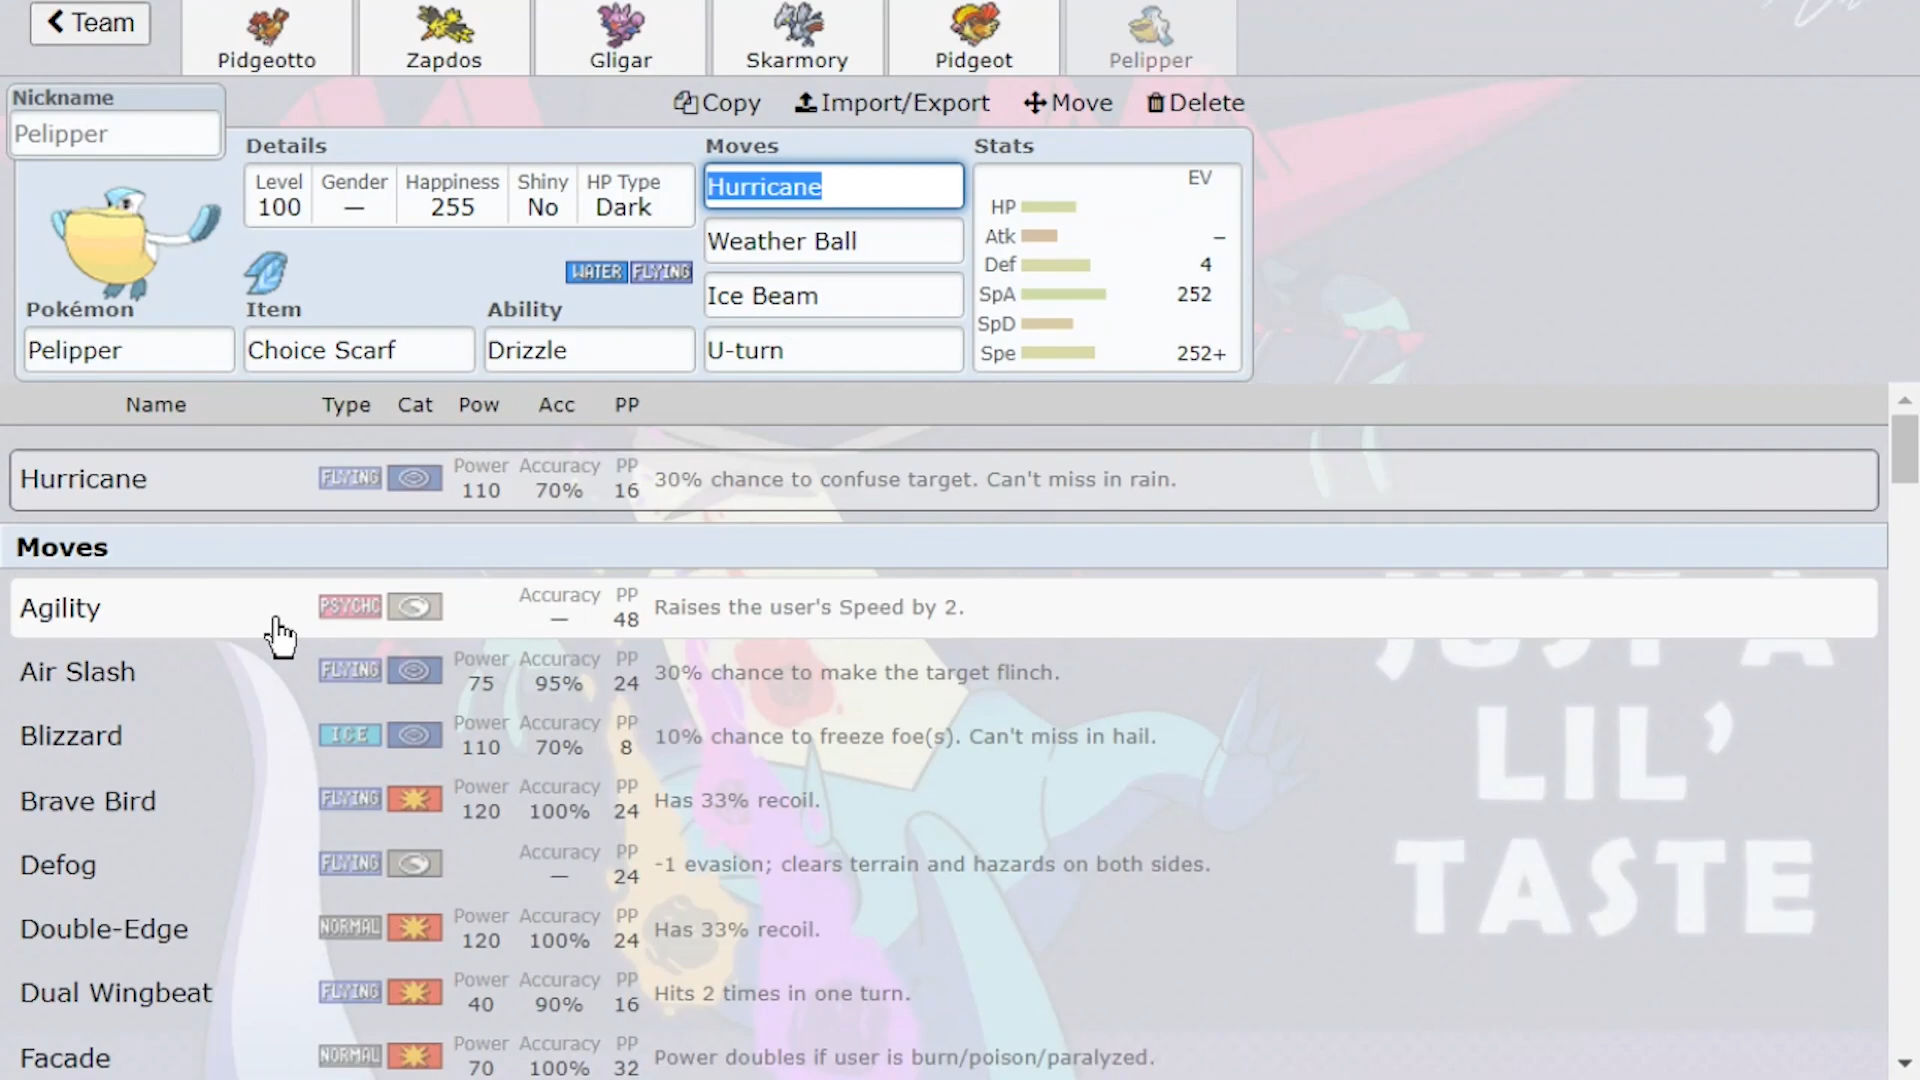 Team
Pidgeotto
Zapdos
Gligar
Skarmory
Pidgeot
Pelipper
Nickname
Pelipper
Copy
Import/Export
Move
Delete
Details
Level Gender Happiness Shiny HP Type
100 — 255 No Dark
WATER FLYING
Pokémon
Pelipper
Item
Choice Scarf
Ability
Drizzle
Moves
Hurricane
Weather Ball
Ice Beam
U-turn
Stats
EV
HP
Atk –
Def 4
SpA 252
SpD
Spe 252+
Name Type Cat Pow Acc PP
Hurricane FLYING Power 110 Accuracy 70% PP 16 30% chance to confuse target. Can't miss in rain.
Moves
Agility PSYCHC Accuracy — PP 48 Raises the user's Speed by 2.
Air Slash FLYING Power 75 Accuracy 95% PP 24 30% chance to make the target flinch.
Blizzard ICE Power 110 Accuracy 70% PP 8 10% chance to freeze foe(s). Can't miss in hail.
Brave Bird FLYING Power 120 Accuracy 100% PP 24 Has 33% recoil.
Defog FLYING Accuracy — PP 24 -1 evasion; clears terrain and hazards on both sides.
Double-Edge NORMAL Power 120 Accuracy 100% PP 24 Has 33% recoil.
Dual Wingbeat FLYING Power 40 Accuracy 90% PP 16 Hits 2 times in one turn.
Facade NORMAL Power 70 Accuracy 100% PP 32 Power doubles if user is burn/poison/paralyzed.
JUST A
LIL'
TASTE